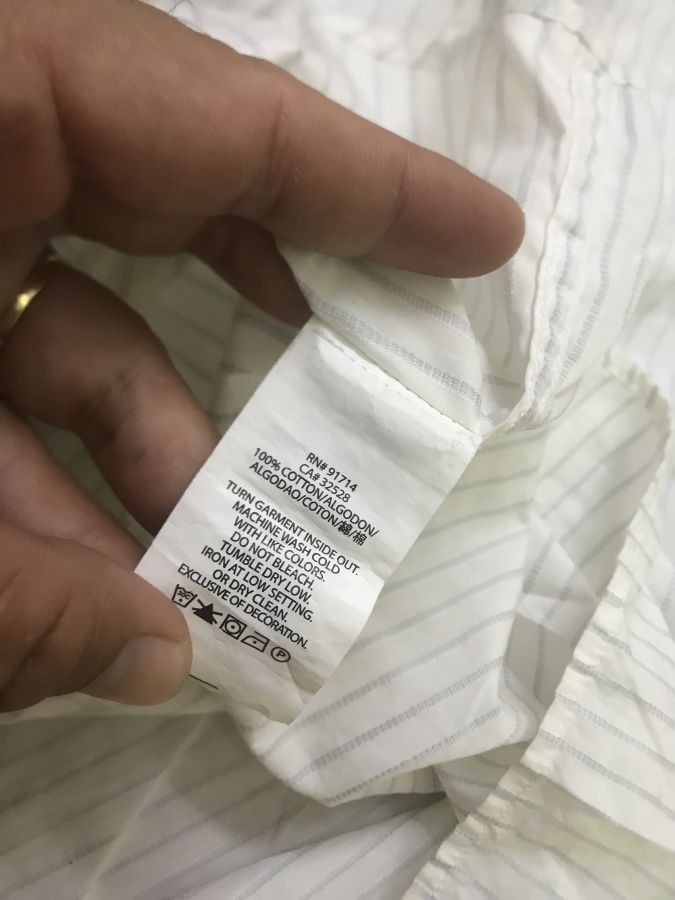 RN# 91714
CA# 32528
100% COTTON/ALGODON/
ALGODAO/COTON/綿/棉
TURN GARMENT INSIDE OUT.
MACHINE WASH COLD
WITH LIKE COLORS.
DO NOT BLEACH.
TUMBLE DRY LOW.
IRON AT LOW SETTING.
OR DRY CLEAN.
EXCLUSIVE OF DECORATION.
30C
P